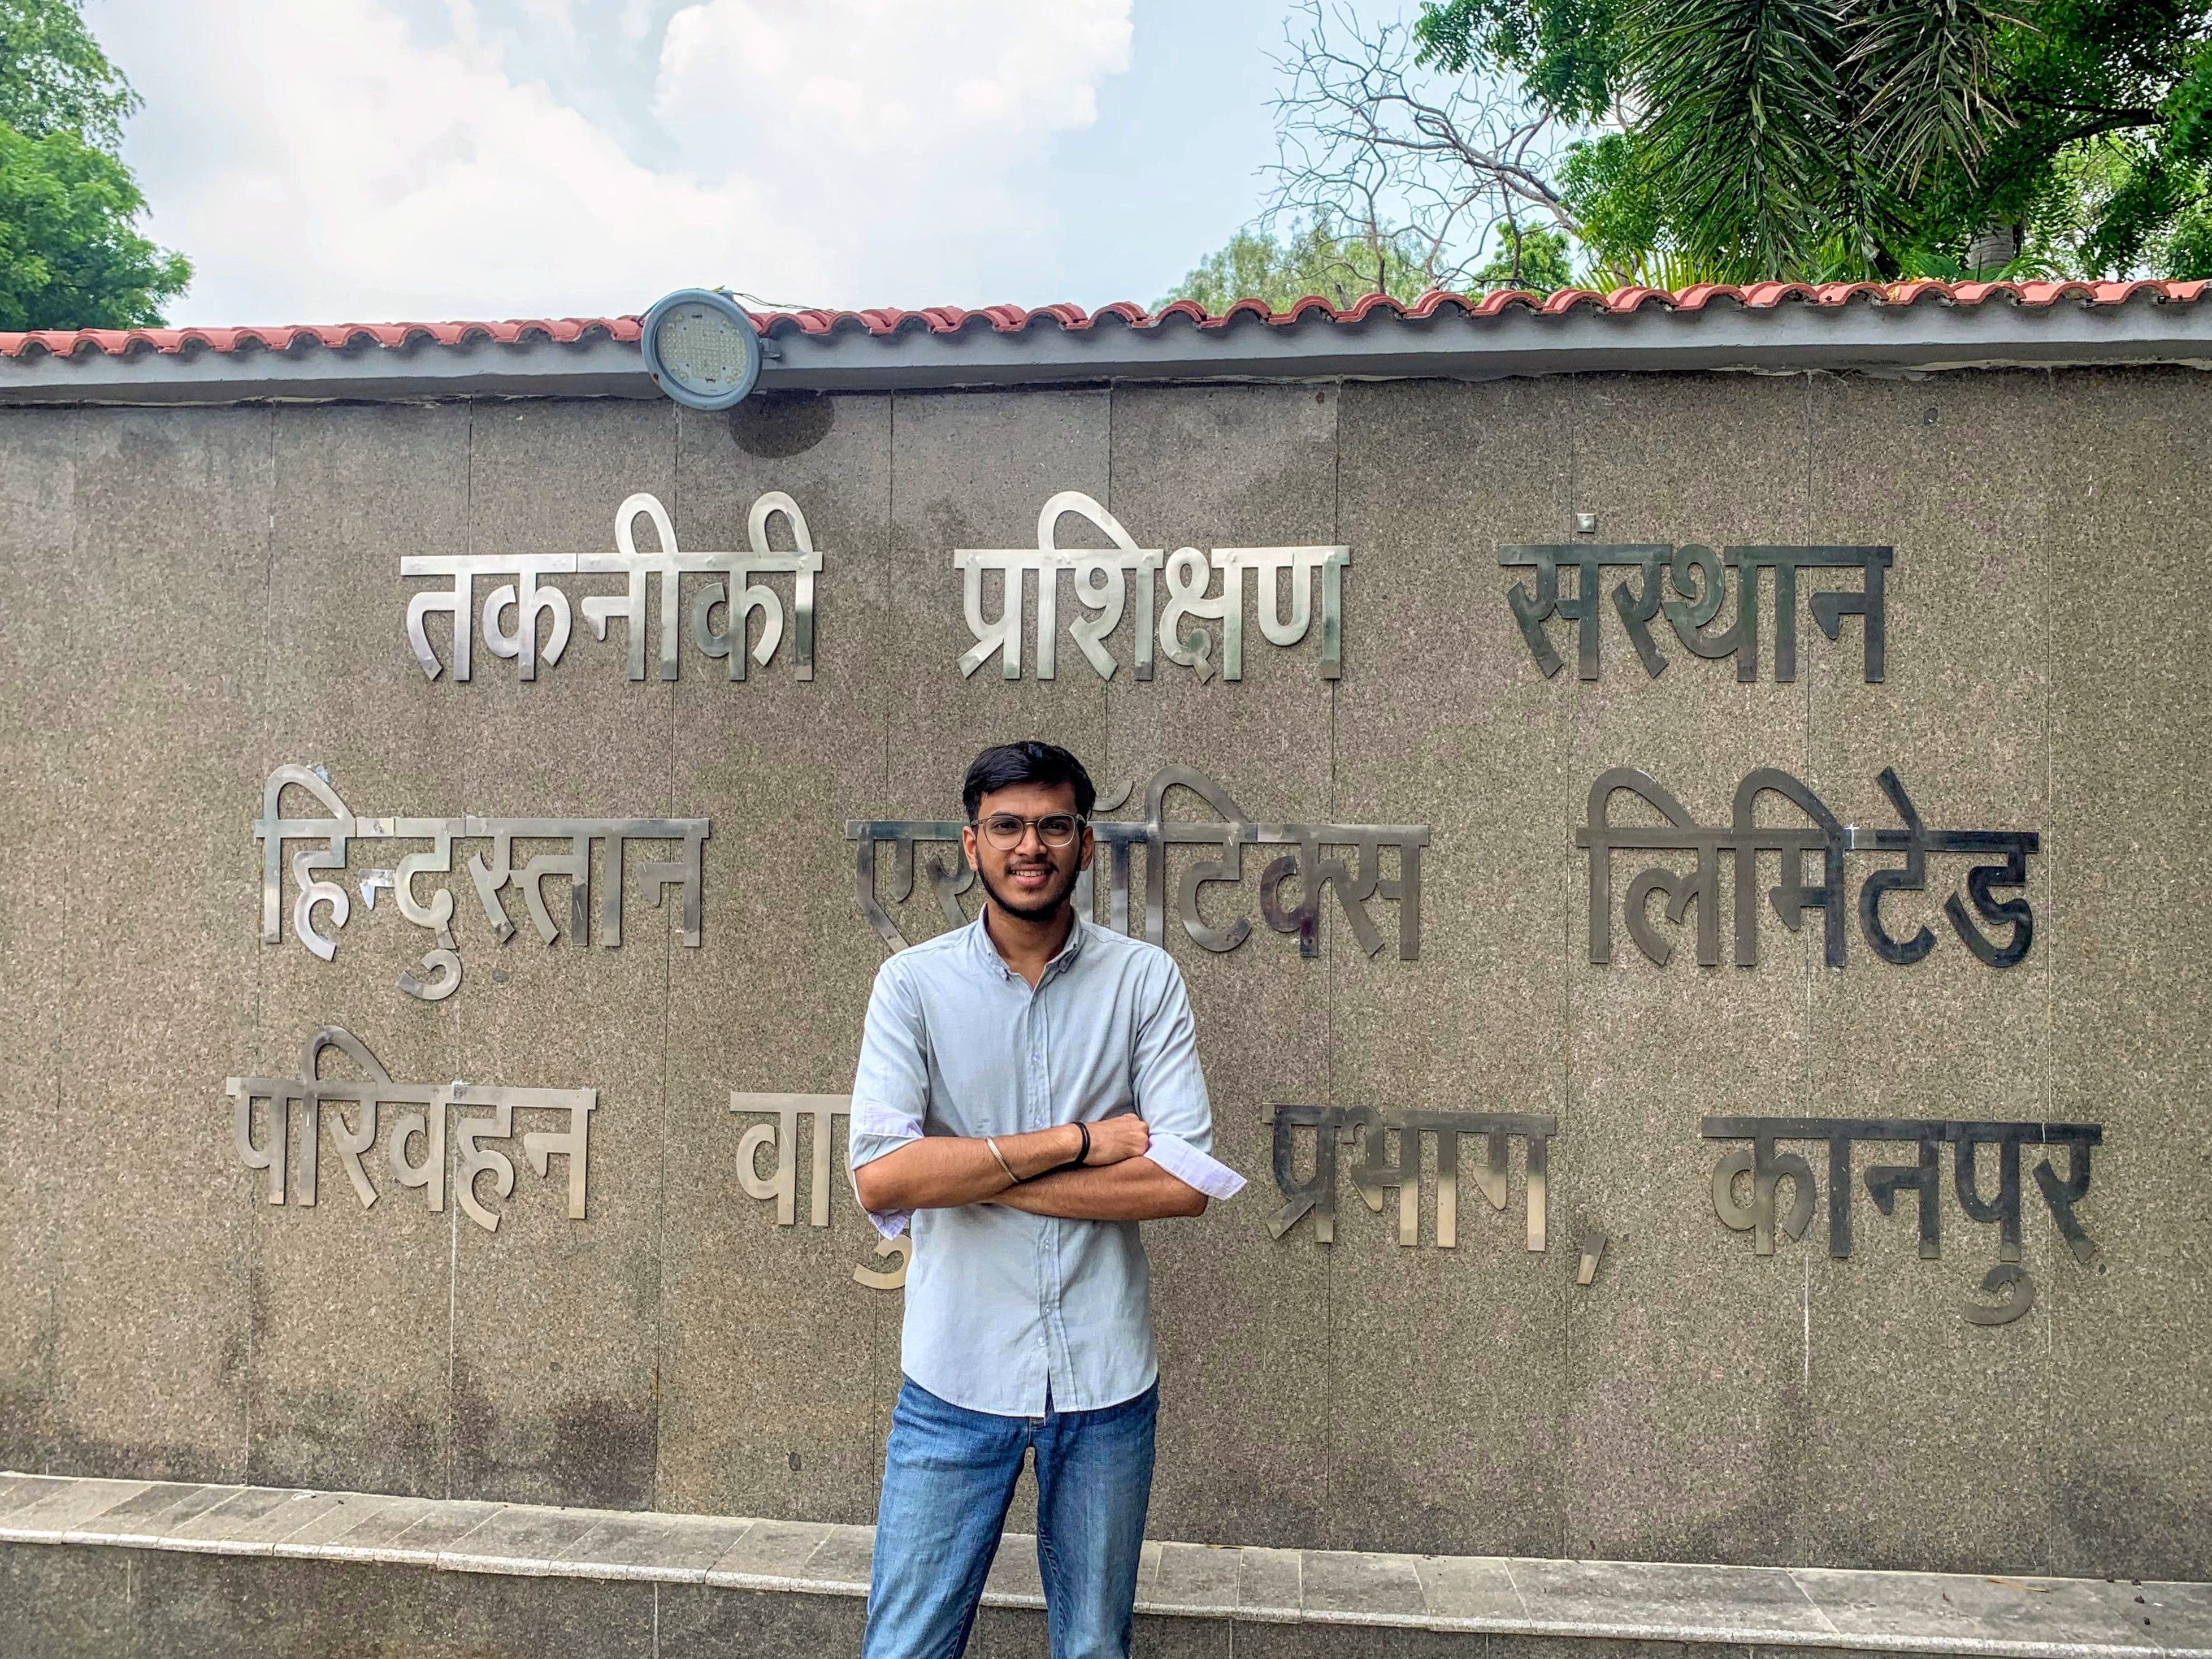 तकनीकी प्रशिक्षण संस्थान
हिन्दुस्तान लिमिटेड
परिवहन प्रभाग, कानपुर